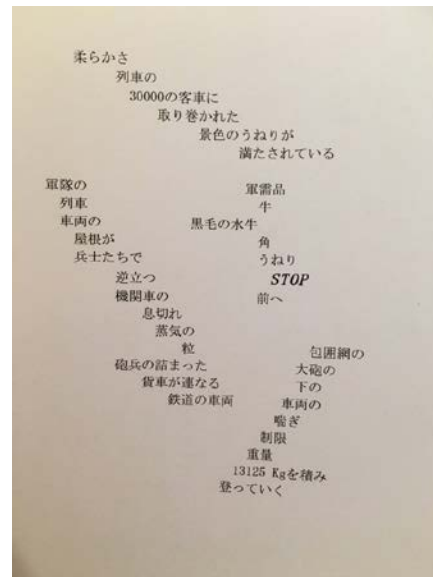 柔らかさ
列車の
30000の客車に
取り巻かれた
景色のうねりが
満たされている
軍隊の
列車
車両の
屋根が
兵士たちで
逆立つ
機関車の
息切れ
蒸気の
粒
砲兵の詰まった
貨車が連なる
鉄道の車両
軍需品
牛
黒毛の水牛
角
うねり
STOP
前へ
包囲網の
大砲の
下の
車両の
喘ぎ
制限
重量
13125 Kgを積み
登っていく